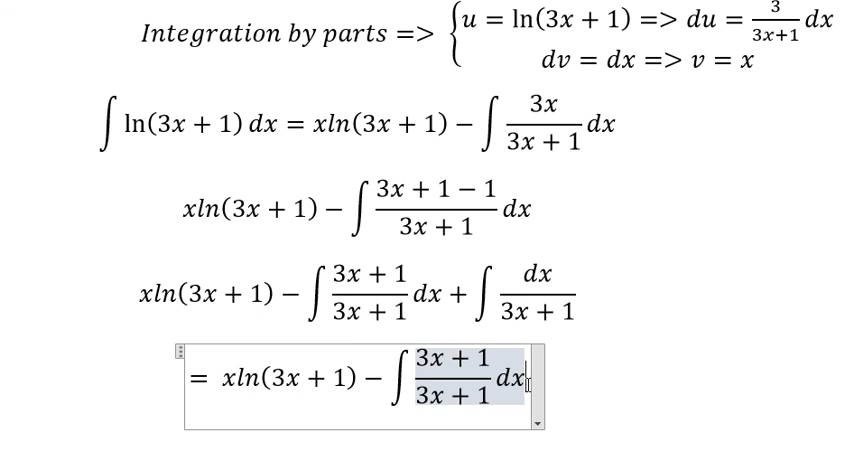 Integration by parts => { u = ln(3x + 1) => du = 3/(3x+1) dx
dv = dx => v = x
∫ ln(3x + 1) dx = xln(3x + 1) − ∫ 3x/(3x + 1) dx
xln(3x + 1) − ∫ (3x + 1 − 1)/(3x + 1) dx
xln(3x + 1) − ∫ (3x + 1)/(3x + 1) dx + ∫ dx/(3x + 1)
= xln(3x + 1) − ∫ (3x + 1)/(3x + 1) dx